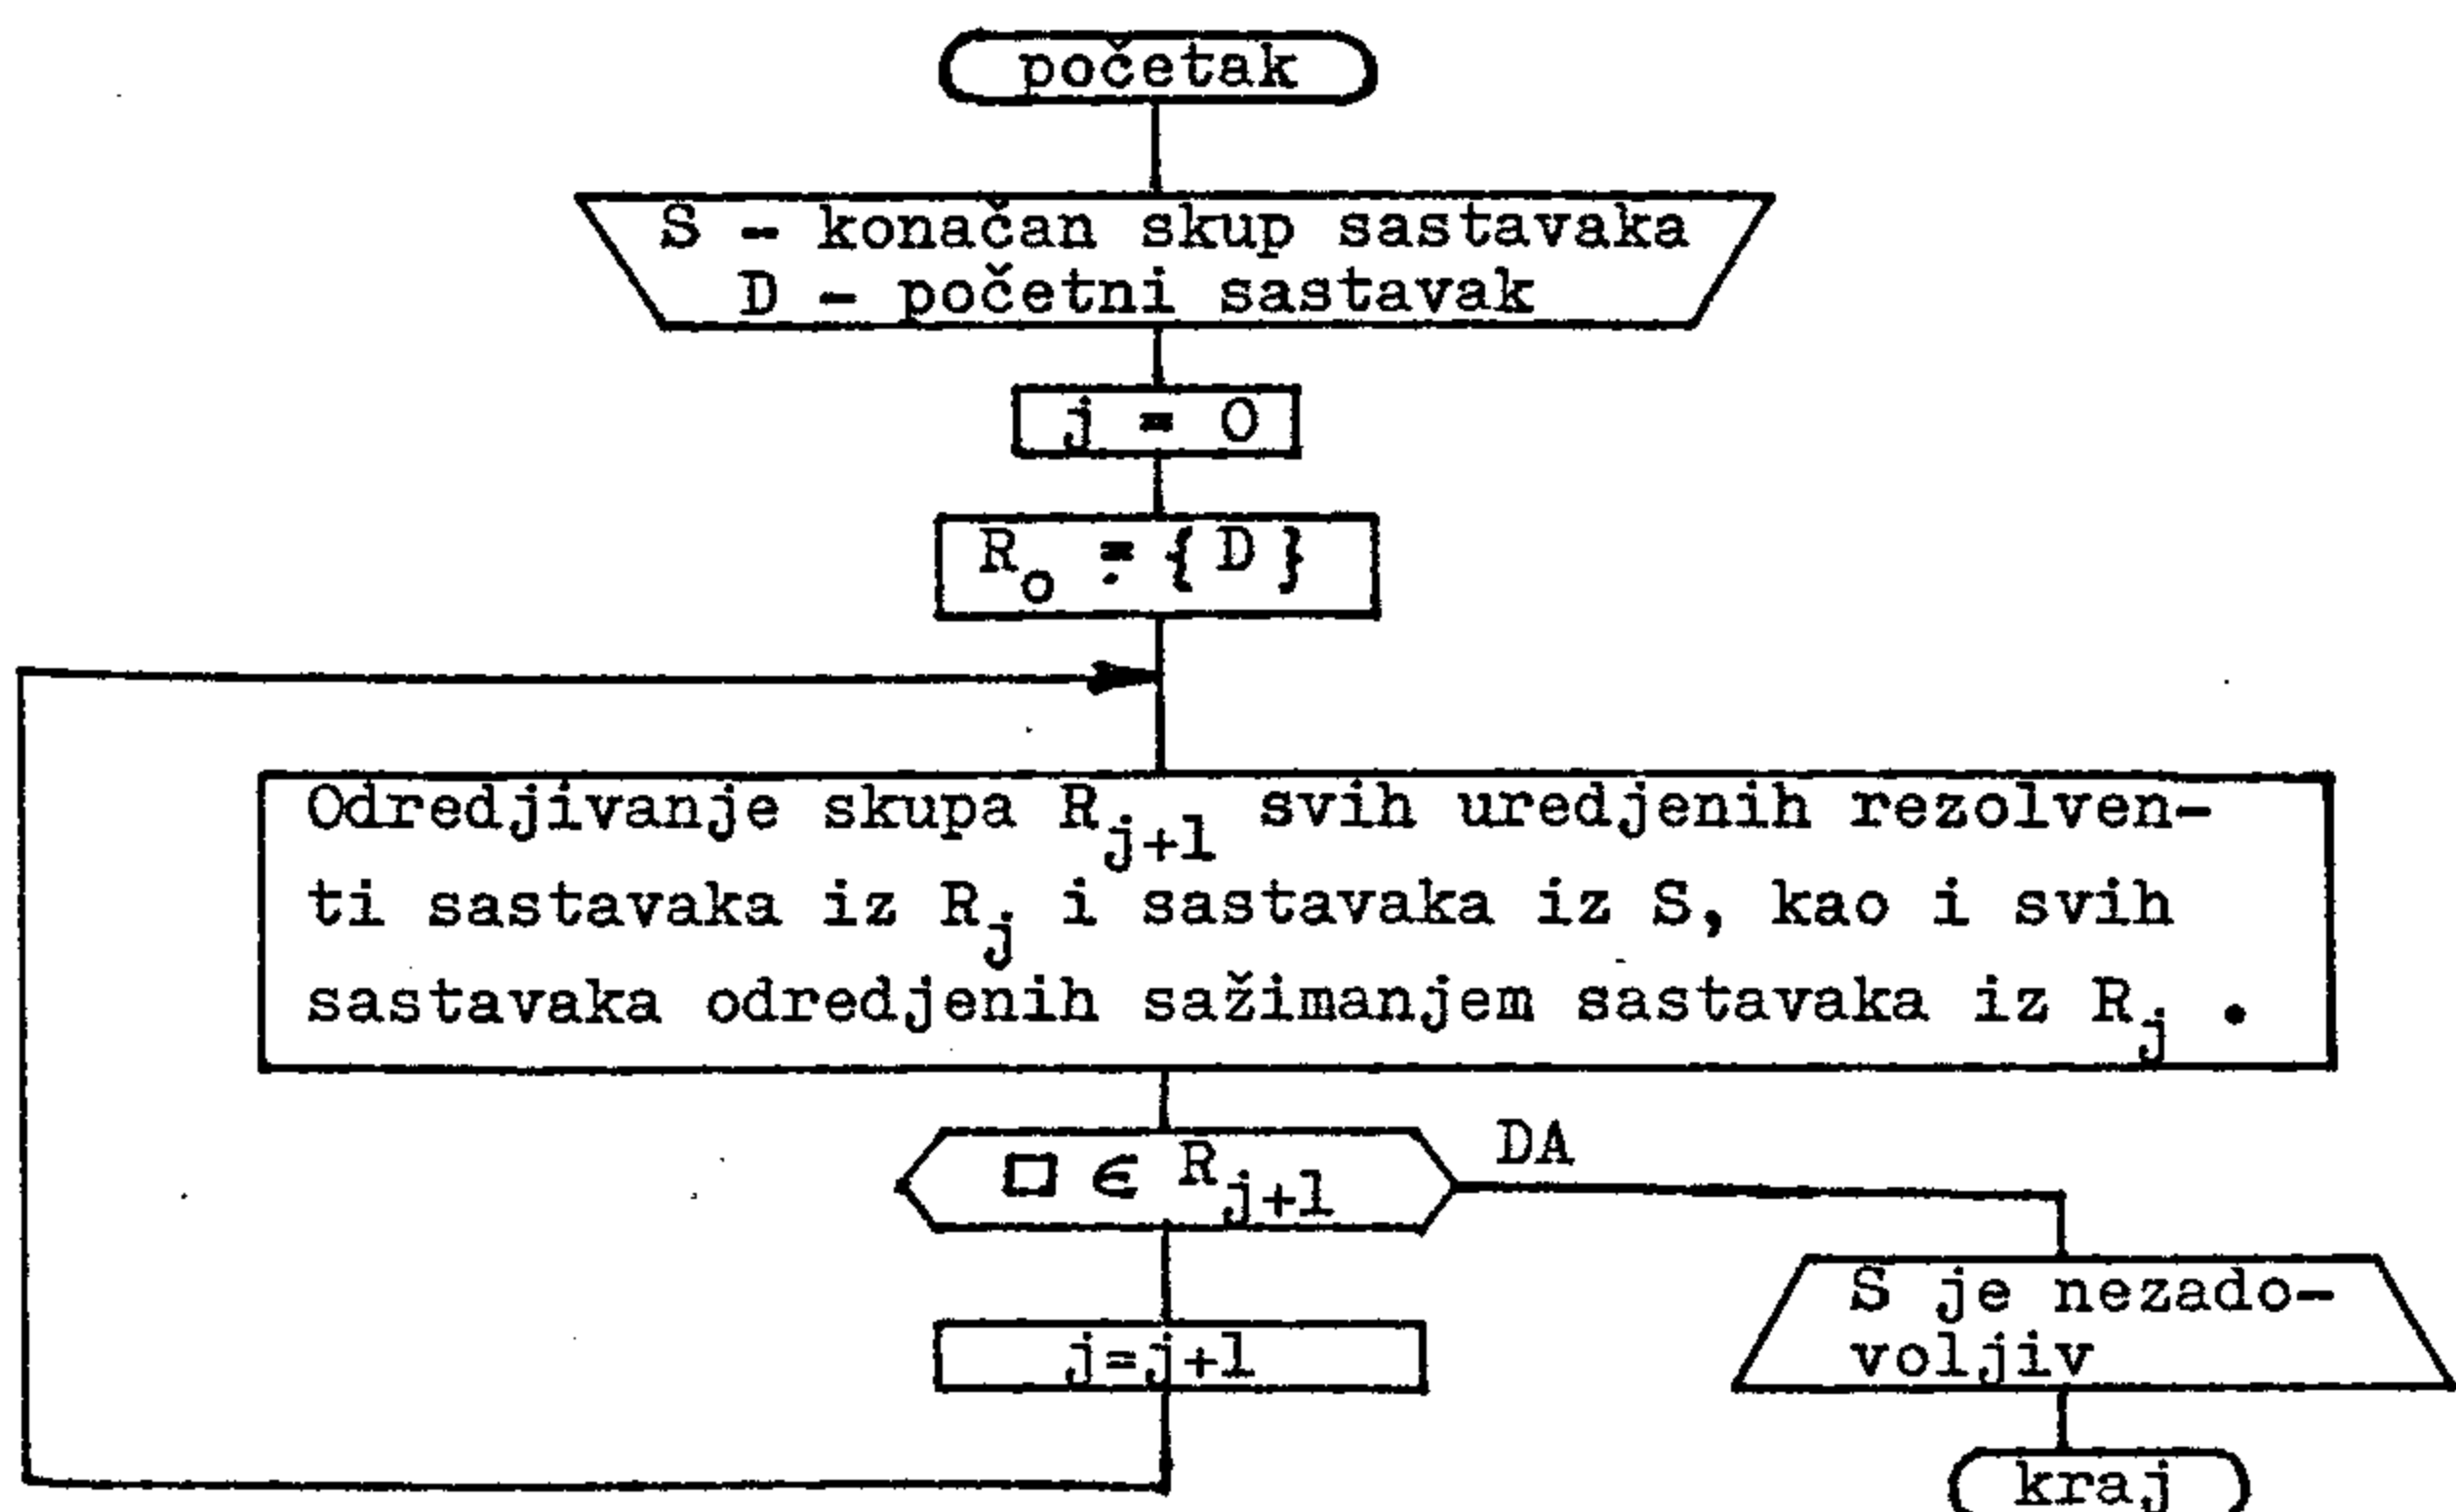 početak
S - konačan skup sastavaka
D - početni sastavak
j = 0
R₀ := {D}
Odredjivanje skupa Rⱼ₊₁ svih uredjenih rezolven-
ti sastavaka iz Rⱼ i sastavaka iz S, kao i svih
sastavaka odredjenih sažimanjem sastavaka iz Rⱼ .
□ ∈ Rⱼ₊₁
DA
j=j+1
S je nezado-
voljiv
kraj